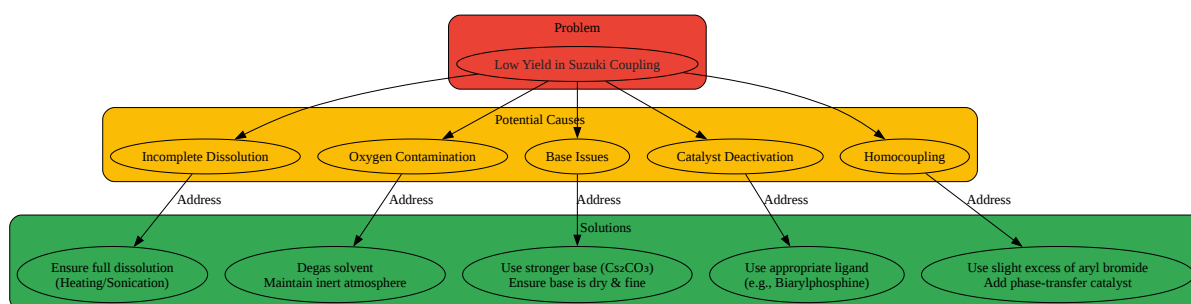 Problem
Low Yield in Suzuki Coupling
Potential Causes
Incomplete Dissolution
Oxygen Contamination
Base Issues
Catalyst Deactivation
Homocoupling
Address
Address
Address
Address
Address
Solutions
Ensure full dissolution
(Heating/Sonication)
Degas solvent
Maintain inert atmosphere
Use stronger base (Cs₂CO₃)
Ensure base is dry & fine
Use appropriate ligand
(e.g., Biarylphosphine)
Use slight excess of aryl bromide
Add phase-transfer catalyst